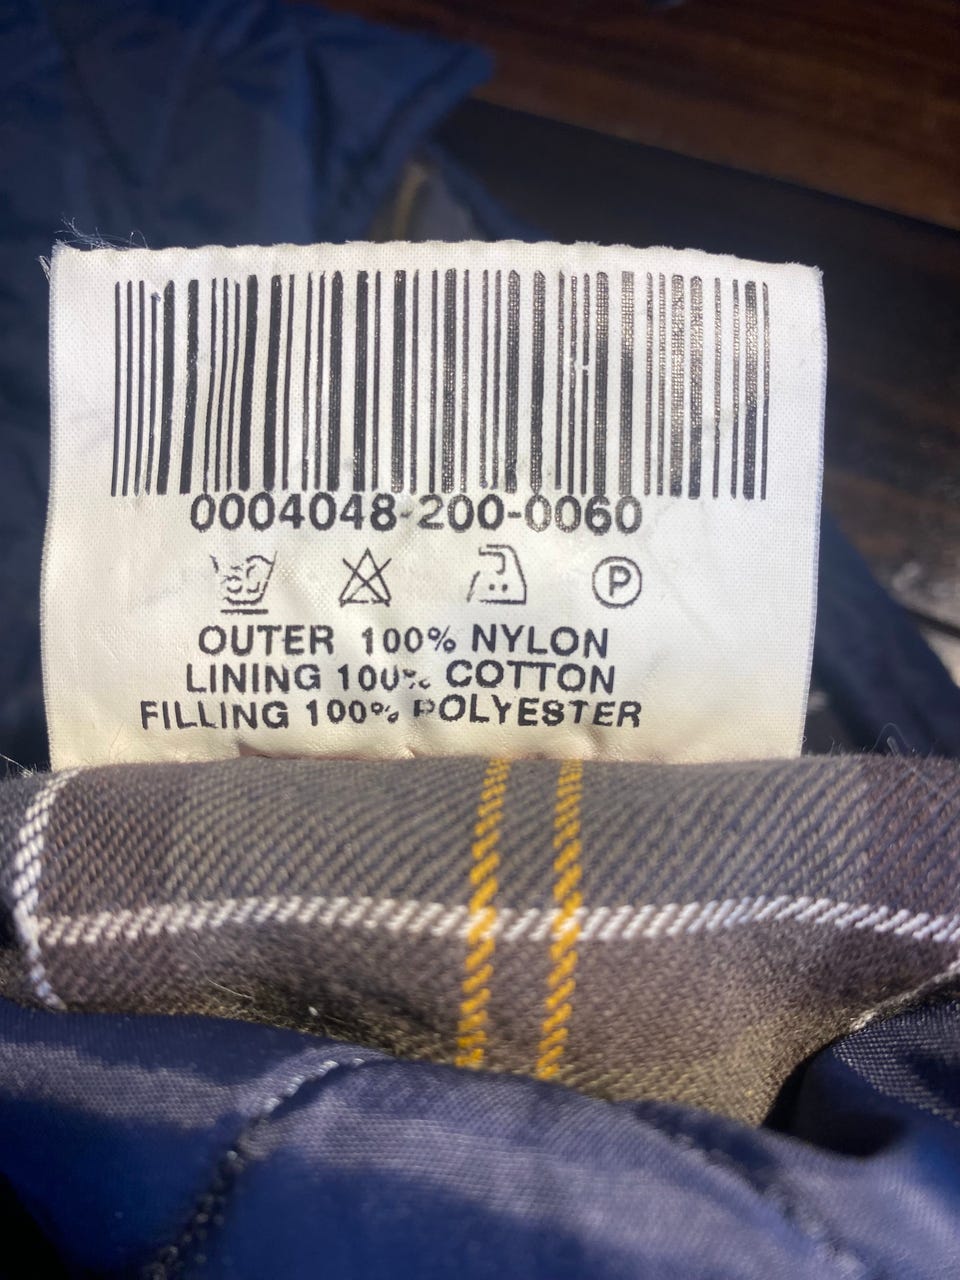 0004048-200-0060
P
OUTER 100% NYLON
LINING 100% COTTON
FILLING 100% POLYESTER